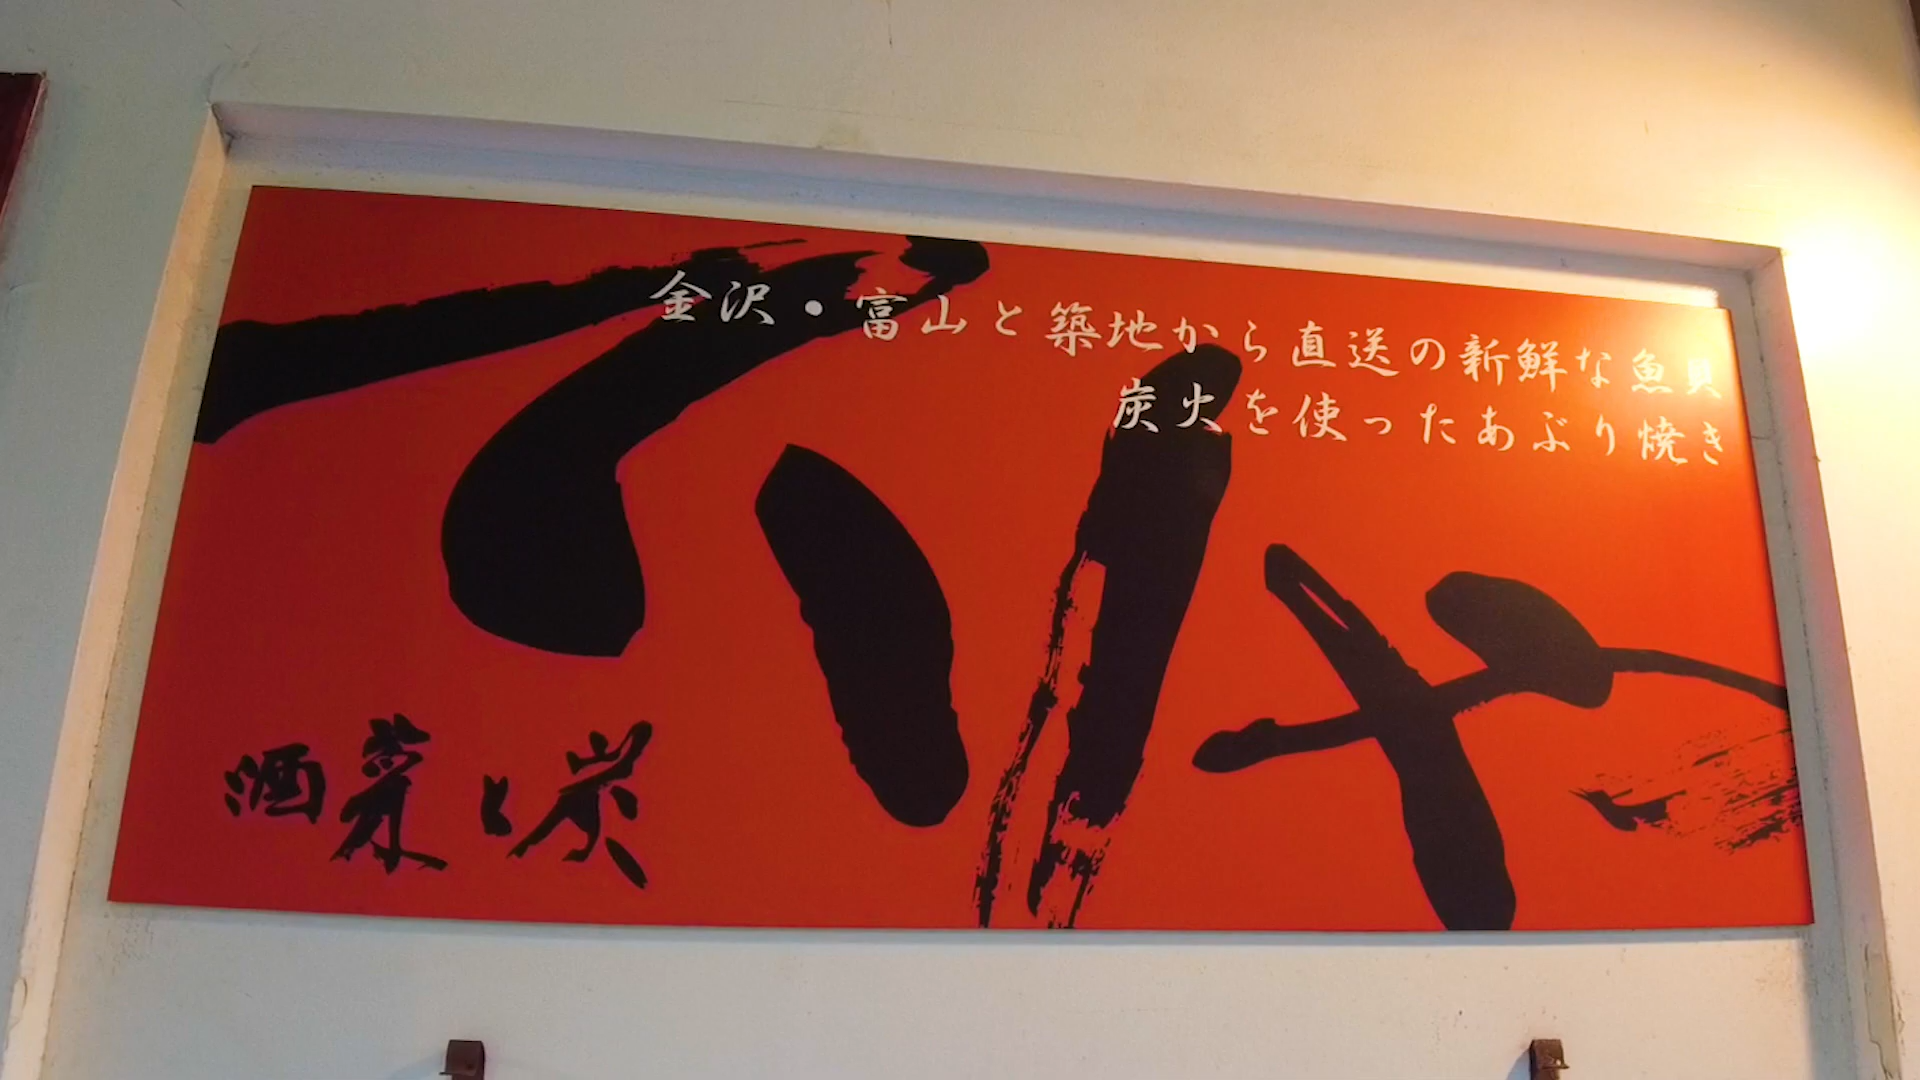 金沢・富山と築地から直送の新鮮な魚貝
炭火を使ったあぶり焼き
酒菜と炭